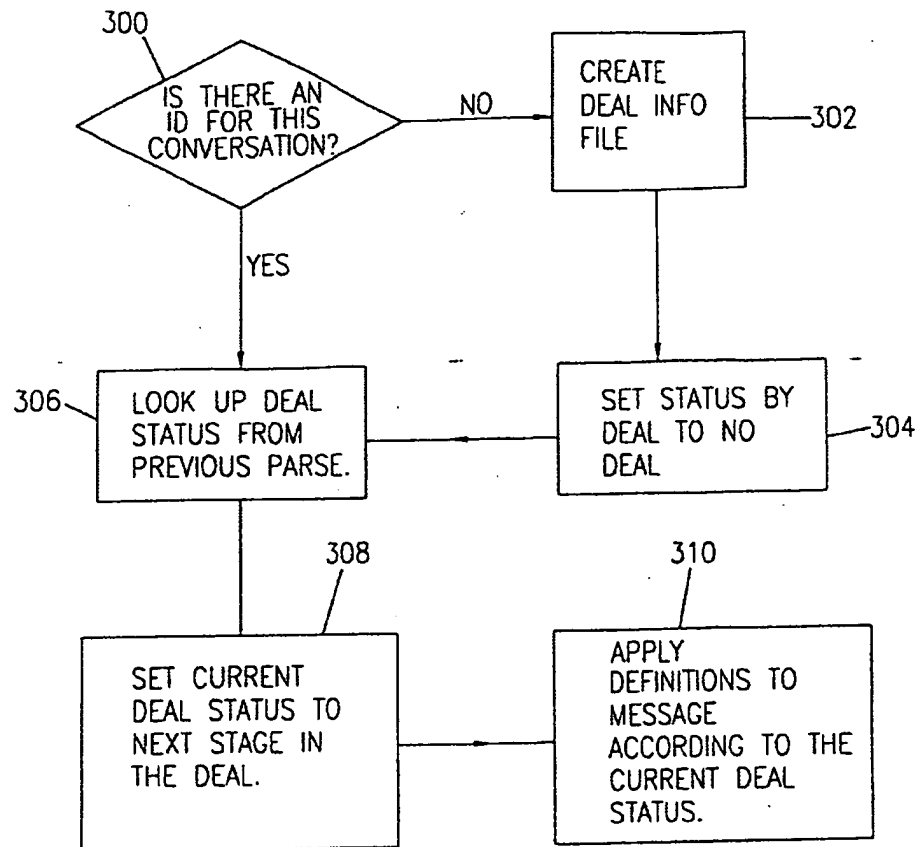 300
IS THERE AN
ID FOR THIS
CONVERSATION?
NO
CREATE
DEAL INFO
FILE
302
YES
306
LOOK UP DEAL
STATUS FROM
PREVIOUS PARSE.
SET STATUS BY
DEAL TO NO
DEAL
304
308
SET CURRENT
DEAL STATUS TO
NEXT STAGE IN
THE DEAL.
310
APPLY
DEFINITIONS TO
MESSAGE
ACCORDING TO THE
CURRENT DEAL
STATUS.